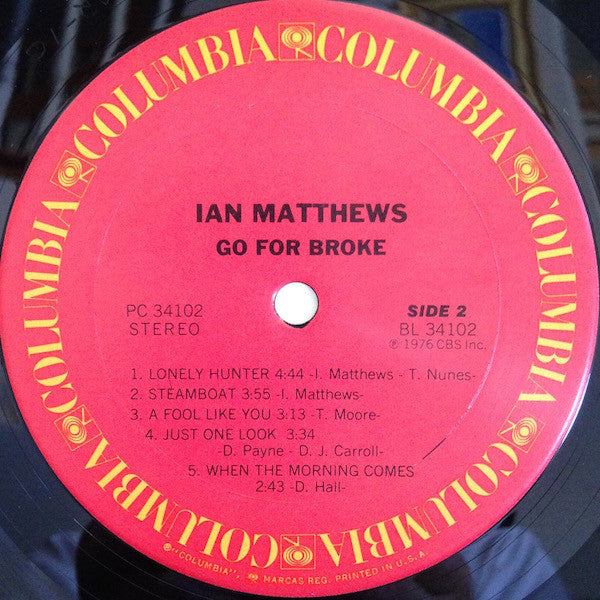 COLUMBIA COLUMBIA COLUMBIA COLUMBIA COLUMBIA COLUMBIA
IAN MATTHEWS
GO FOR BROKE
PC 34102
STEREO
SIDE 2
BL 34102
℗ 1976 CBS Inc.
1. LONELY HUNTER 4:44 -I. Matthews - T. Nunes-
2. STEAMBOAT 3:55 -I. Matthews-
3. A FOOL LIKE YOU 3:13 -T. Moore-
4. JUST ONE LOOK 3:34
-D. Payne - D. J. Carroll-
5. WHEN THE MORNING COMES
2:43 -D. Hall-
"COLUMBIA", MARCAS REG. PRINTED IN U.S.A.